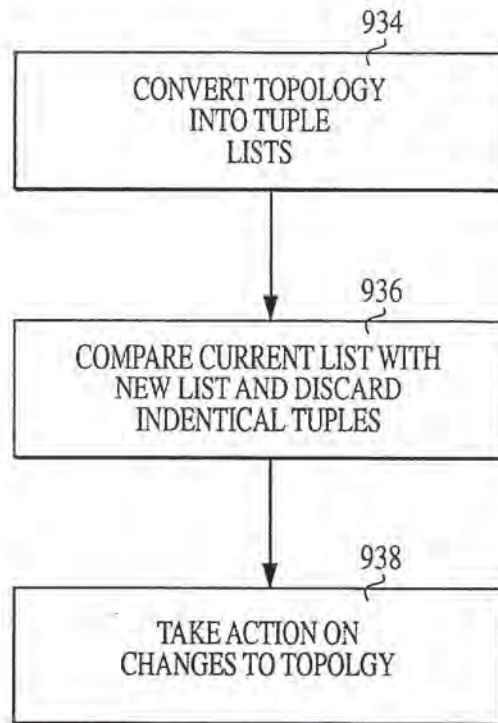 934
CONVERT TOPOLOGY
INTO TUPLE
LISTS
936
COMPARE CURRENT LIST WITH
NEW LIST AND DISCARD
INDENTICAL TUPLES
938
TAKE ACTION ON
CHANGES TO TOPOLGY